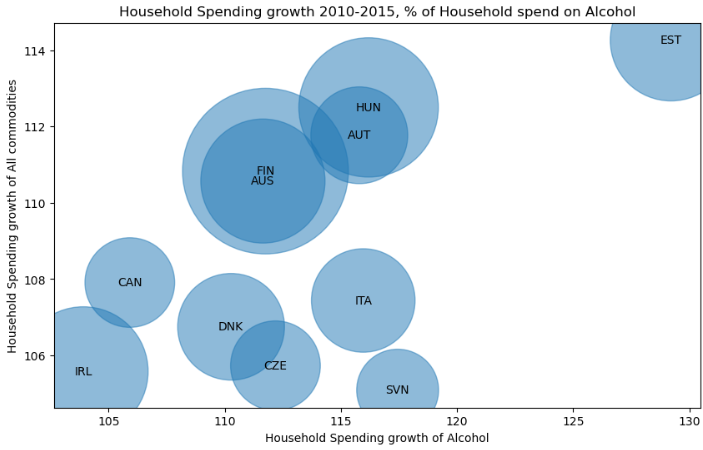 Household Spending growth 2010-2015, % of Household spend on Alcohol
Household Spending growth of All commodities
114
112
110
108
106
EST
HUN
AUT
FIN
AUS
CAN
ITA
DNK
CZE
IRL
SVN
105 110 115 120 125 130
Household Spending growth of Alcohol